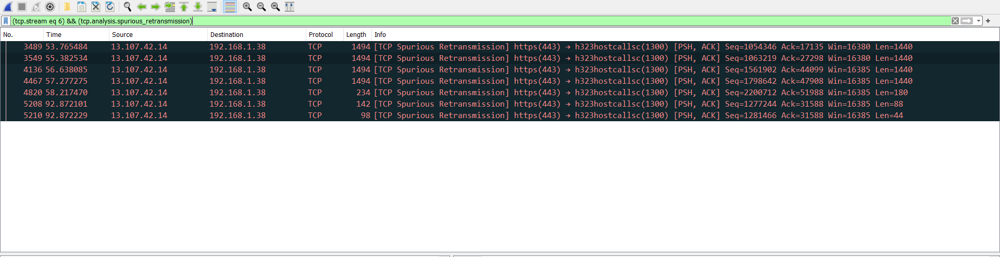 (tcp.stream eq 6) && (tcp.analysis.spurious_retransmission)
No. Time Source Destination Protocol Length Info
3489 53.765484 13.107.42.14 192.168.1.38 TCP 1494 [TCP Spurious Retransmission] https(443) → h323hostcallsc(1300) [PSH, ACK] Seq=1054346 Ack=17135 Win=16380 Len=1440
3549 55.382534 13.107.42.14 192.168.1.38 TCP 1494 [TCP Spurious Retransmission] https(443) → h323hostcallsc(1300) [PSH, ACK] Seq=1063219 Ack=27298 Win=16380 Len=1440
4136 56.638085 13.107.42.14 192.168.1.38 TCP 1494 [TCP Spurious Retransmission] https(443) → h323hostcallsc(1300) [PSH, ACK] Seq=1561902 Ack=44099 Win=16385 Len=1440
4467 57.277275 13.107.42.14 192.168.1.38 TCP 1494 [TCP Spurious Retransmission] https(443) → h323hostcallsc(1300) [PSH, ACK] Seq=1798642 Ack=47908 Win=16385 Len=1440
4820 58.217470 13.107.42.14 192.168.1.38 TCP 234 [TCP Spurious Retransmission] https(443) → h323hostcallsc(1300) [PSH, ACK] Seq=2200712 Ack=51988 Win=16385 Len=180
5208 92.872101 13.107.42.14 192.168.1.38 TCP 142 [TCP Spurious Retransmission] https(443) → h323hostcallsc(1300) [PSH, ACK] Seq=1277244 Ack=31588 Win=16385 Len=88
5210 92.872229 13.107.42.14 192.168.1.38 TCP 98 [TCP Spurious Retransmission] https(443) → h323hostcallsc(1300) [PSH, ACK] Seq=1281466 Ack=31588 Win=16385 Len=44